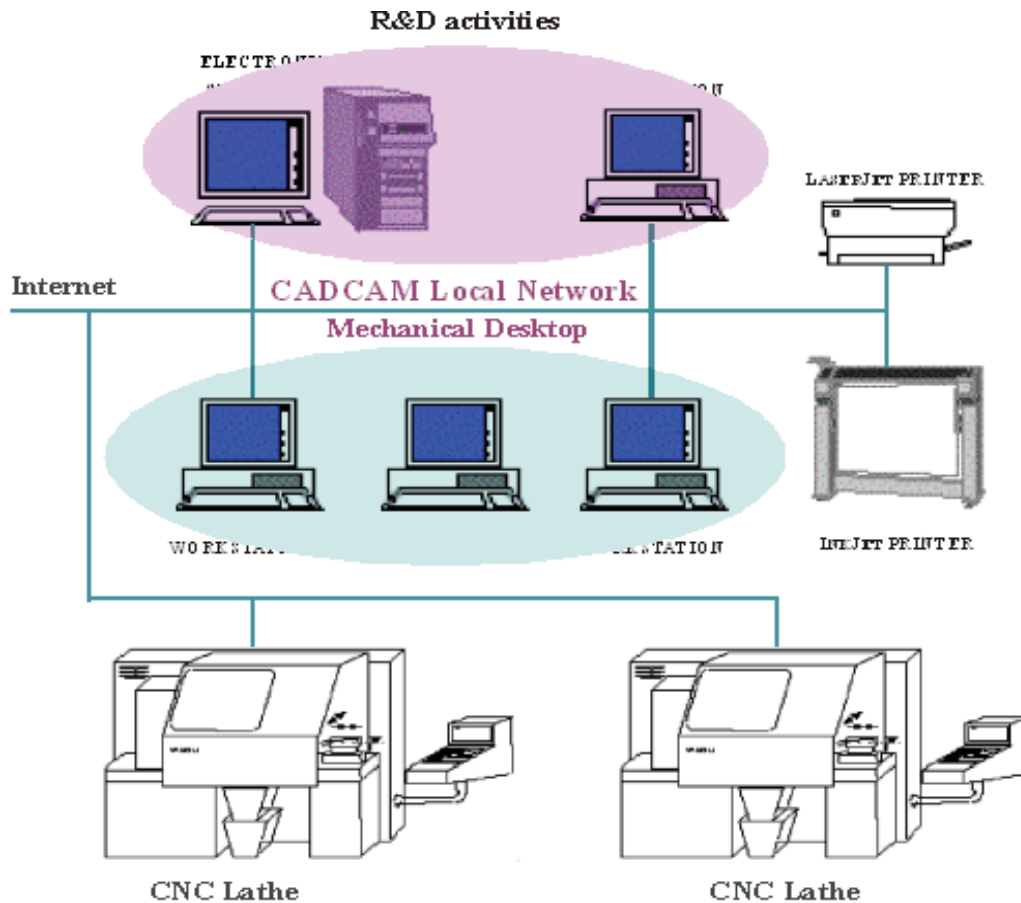 R&D activities
LASERJET PRINTER
Internet
CADCAM Local Network
Mechanical Desktop
INKJET PRINTER
CNC Lathe
CNC Lathe